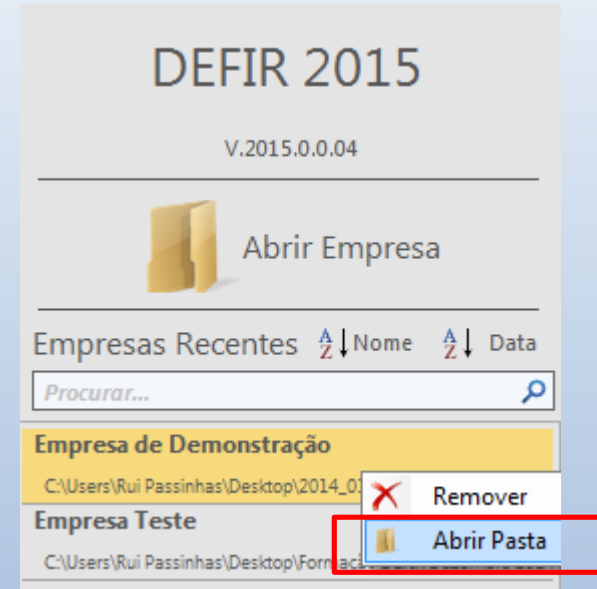 DEFIR 2015
V.2015.0.0.04
Abrir Empresa
Empresas Recentes Nome Data
Procurar...
Empresa de Demonstração
C:\Users\Rui Passinhas\Desktop\2014_0
Remover
Empresa Teste
Abrir Pasta
C:\Users\Rui Passinhas\Desktop\Formaçã